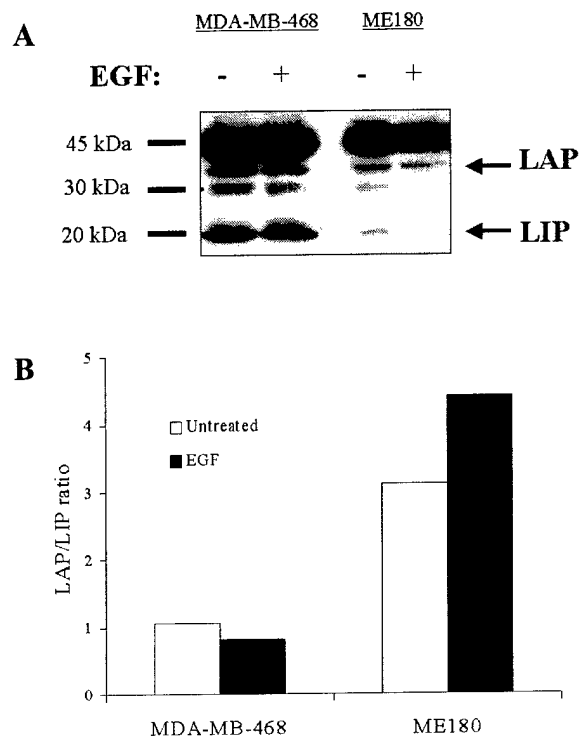 A
MDA-MB-468 ME180
EGF: - + - +
45 kDa
LAP
30 kDa
20 kDa
LIP
B
5
4
3
2
1
0
LAP/LIP ratio
Untreated
EGF
MDA-MB-468 ME180